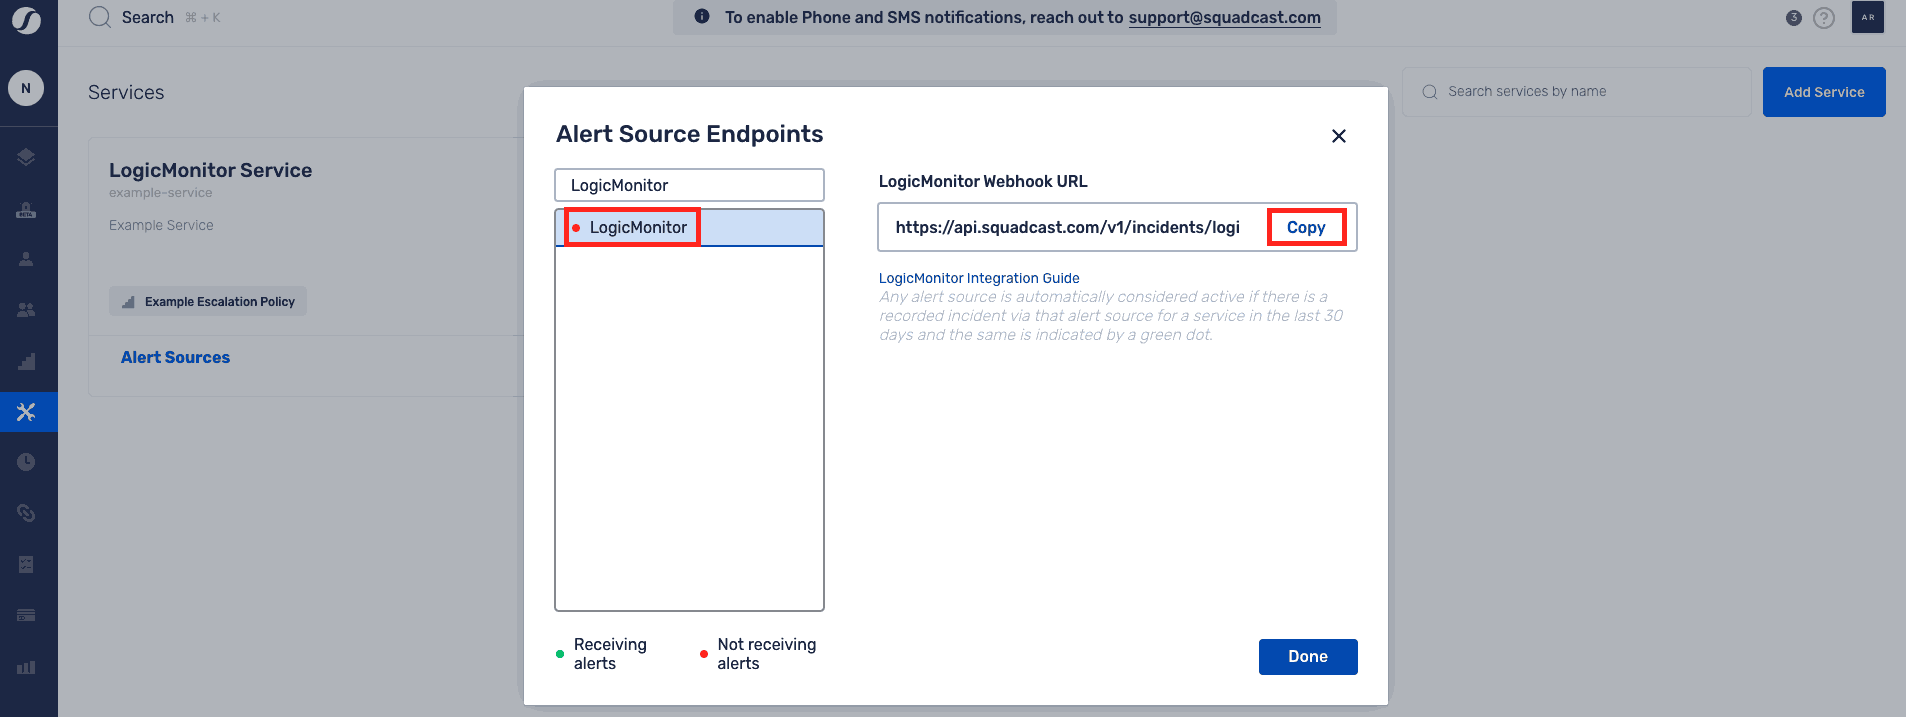 Search ⌘ + K
To enable Phone and SMS notifications, reach out to support@squadcast.com
3
?
AR
N
Services
Search services by name
Add Service
LogicMonitor Service
example-service
Example Service
Example Escalation Policy
Alert Sources
BETA
Alert Source Endpoints
LogicMonitor
LogicMonitor
Receiving
alerts
Not receiving
alerts
LogicMonitor Webhook URL
https://api.squadcast.com/v1/incidents/logi
Copy
LogicMonitor Integration Guide
Any alert source is automatically considered active if there is a
recorded incident via that alert source for a service in the last 30
days and the same is indicated by a green dot.
Done